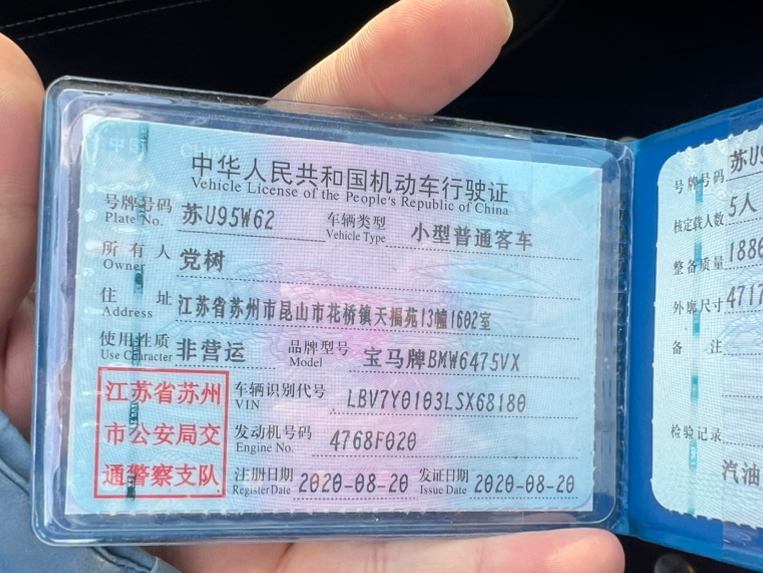 中华人民共和国机动车行驶证
Vehicle License of the People's Republic of China
号牌号码 苏U95W62 车辆类型 小型普通客车
Plate No. Vehicle Type
所有人 党树
Owner
住址 江苏省苏州市昆山市花桥镇天福苑13幢1602室
Address
使用性质 非营运 品牌型号 宝马牌BMW6475VX
Use Character Model
江苏省苏州
市公安局交
通警察支队
车辆识别代号 LBV7Y0103LSX68180
VIN
发动机号码 4768F020
Engine No.
注册日期 2020-08-20 发证日期 2020-08-20
Register Date Issue Date
号牌号码 苏U9
核定载人数 5人
整备质量 188
外廓尺寸 4717
备注
检验记录
汽油